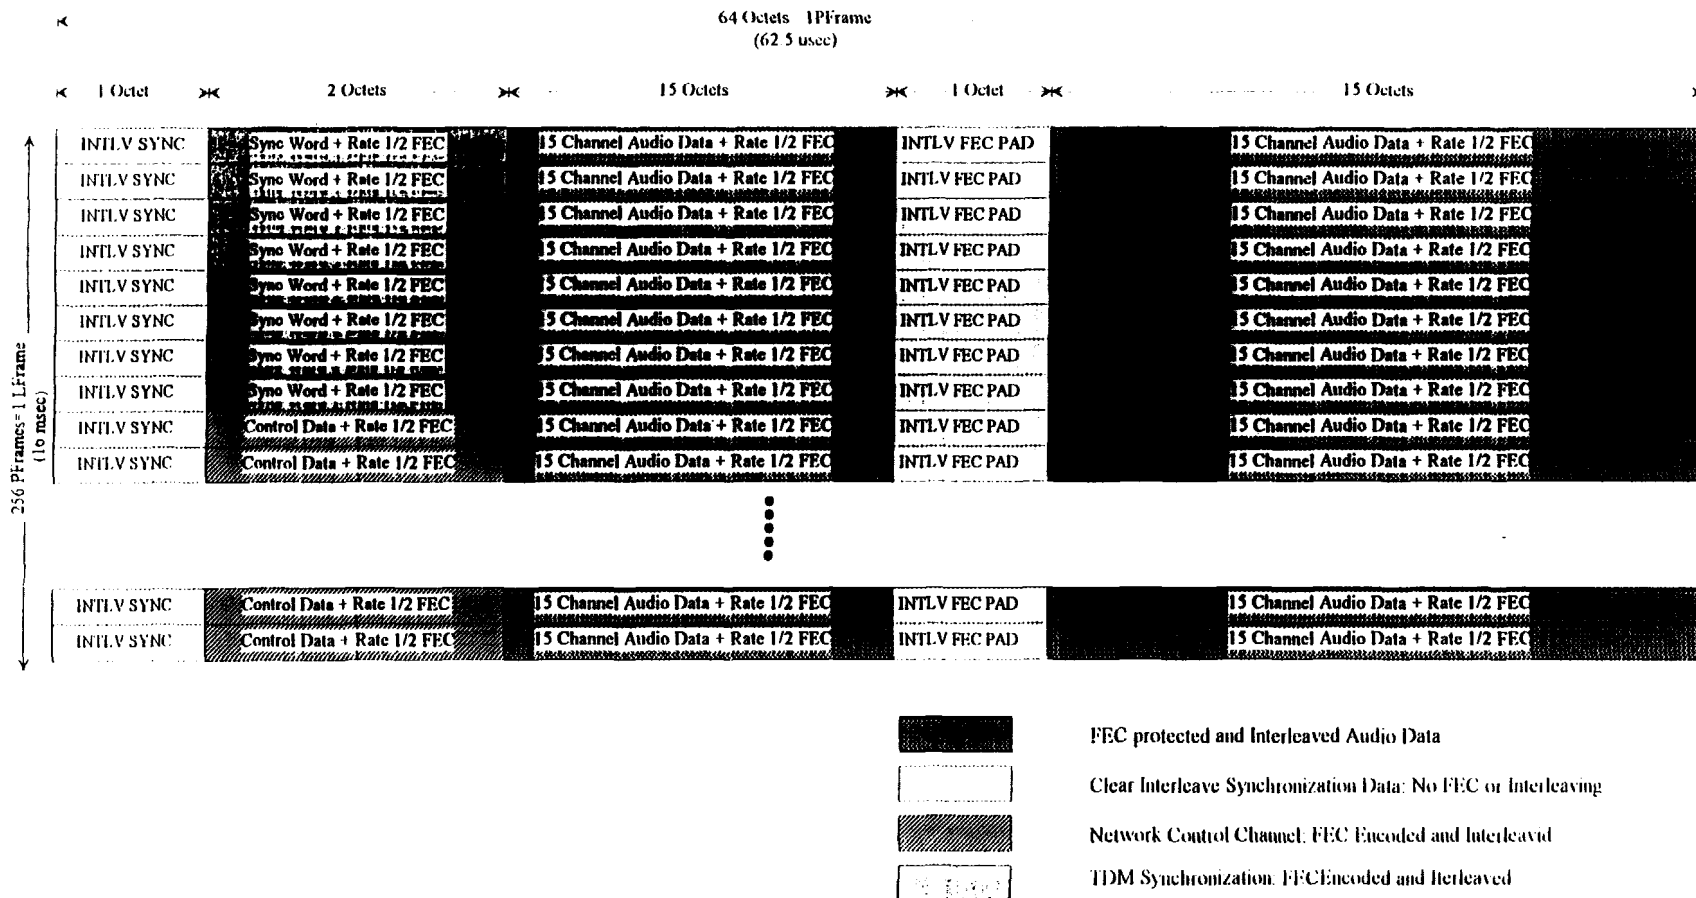 64 Octets 1PFrame
(62.5 usec)
1 Octet 2 Octets 15 Octets 1 Octet 15 Octets
INTLV SYNC Sync Word + Rate 1/2 FEC 15 Channel Audio Data + Rate 1/2 FEC INTLV FEC PAD 15 Channel Audio Data + Rate 1/2 FEC
INTLV SYNC Sync Word + Rate 1/2 FEC 15 Channel Audio Data + Rate 1/2 FEC INTLV FEC PAD 15 Channel Audio Data + Rate 1/2 FEC
INTLV SYNC Sync Word + Rate 1/2 FEC 15 Channel Audio Data + Rate 1/2 FEC INTLV FEC PAD 15 Channel Audio Data + Rate 1/2 FEC
INTLV SYNC Sync Word + Rate 1/2 FEC 15 Channel Audio Data + Rate 1/2 FEC INTLV FEC PAD 15 Channel Audio Data + Rate 1/2 FEC
INTLV SYNC Sync Word + Rate 1/2 FEC 15 Channel Audio Data + Rate 1/2 FEC INTLV FEC PAD 15 Channel Audio Data + Rate 1/2 FEC
INTLV SYNC Sync Word + Rate 1/2 FEC 15 Channel Audio Data + Rate 1/2 FEC INTLV FEC PAD 15 Channel Audio Data + Rate 1/2 FEC
INTLV SYNC Sync Word + Rate 1/2 FEC 15 Channel Audio Data + Rate 1/2 FEC INTLV FEC PAD 15 Channel Audio Data + Rate 1/2 FEC
INTLV SYNC Sync Word + Rate 1/2 FEC 15 Channel Audio Data + Rate 1/2 FEC INTLV FEC PAD 15 Channel Audio Data + Rate 1/2 FEC
INTLV SYNC Control Data + Rate 1/2 FEC 15 Channel Audio Data + Rate 1/2 FEC INTLV FEC PAD 15 Channel Audio Data + Rate 1/2 FEC
INTLV SYNC Control Data + Rate 1/2 FEC 15 Channel Audio Data + Rate 1/2 FEC INTLV FEC PAD 15 Channel Audio Data + Rate 1/2 FEC
256 PFrames= 1 LFrame
(16 msec)
INTLV SYNC Control Data + Rate 1/2 FEC 15 Channel Audio Data + Rate 1/2 FEC INTLV FEC PAD 15 Channel Audio Data + Rate 1/2 FEC
INTLV SYNC Control Data + Rate 1/2 FEC 15 Channel Audio Data + Rate 1/2 FEC INTLV FEC PAD 15 Channel Audio Data + Rate 1/2 FEC
FEC protected and Interleaved Audio Data
Clear Interleave Synchronization Data: No FEC or Interleaving
Network Control Channel: FEC Encoded and Interleavid
TDM Synchronization: FECEncoded and Iterleaved